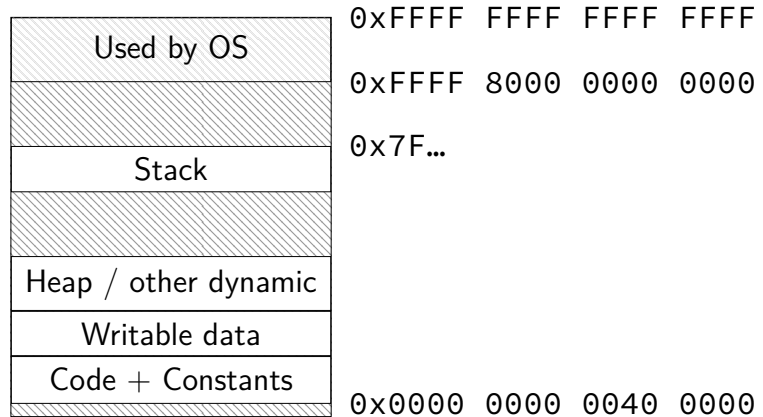 0xFFFF FFFF FFFF FFFF
Used by OS
0xFFFF 8000 0000 0000
0x7F…
Stack
Heap / other dynamic
Writable data
Code + Constants
0x0000 0000 0040 0000